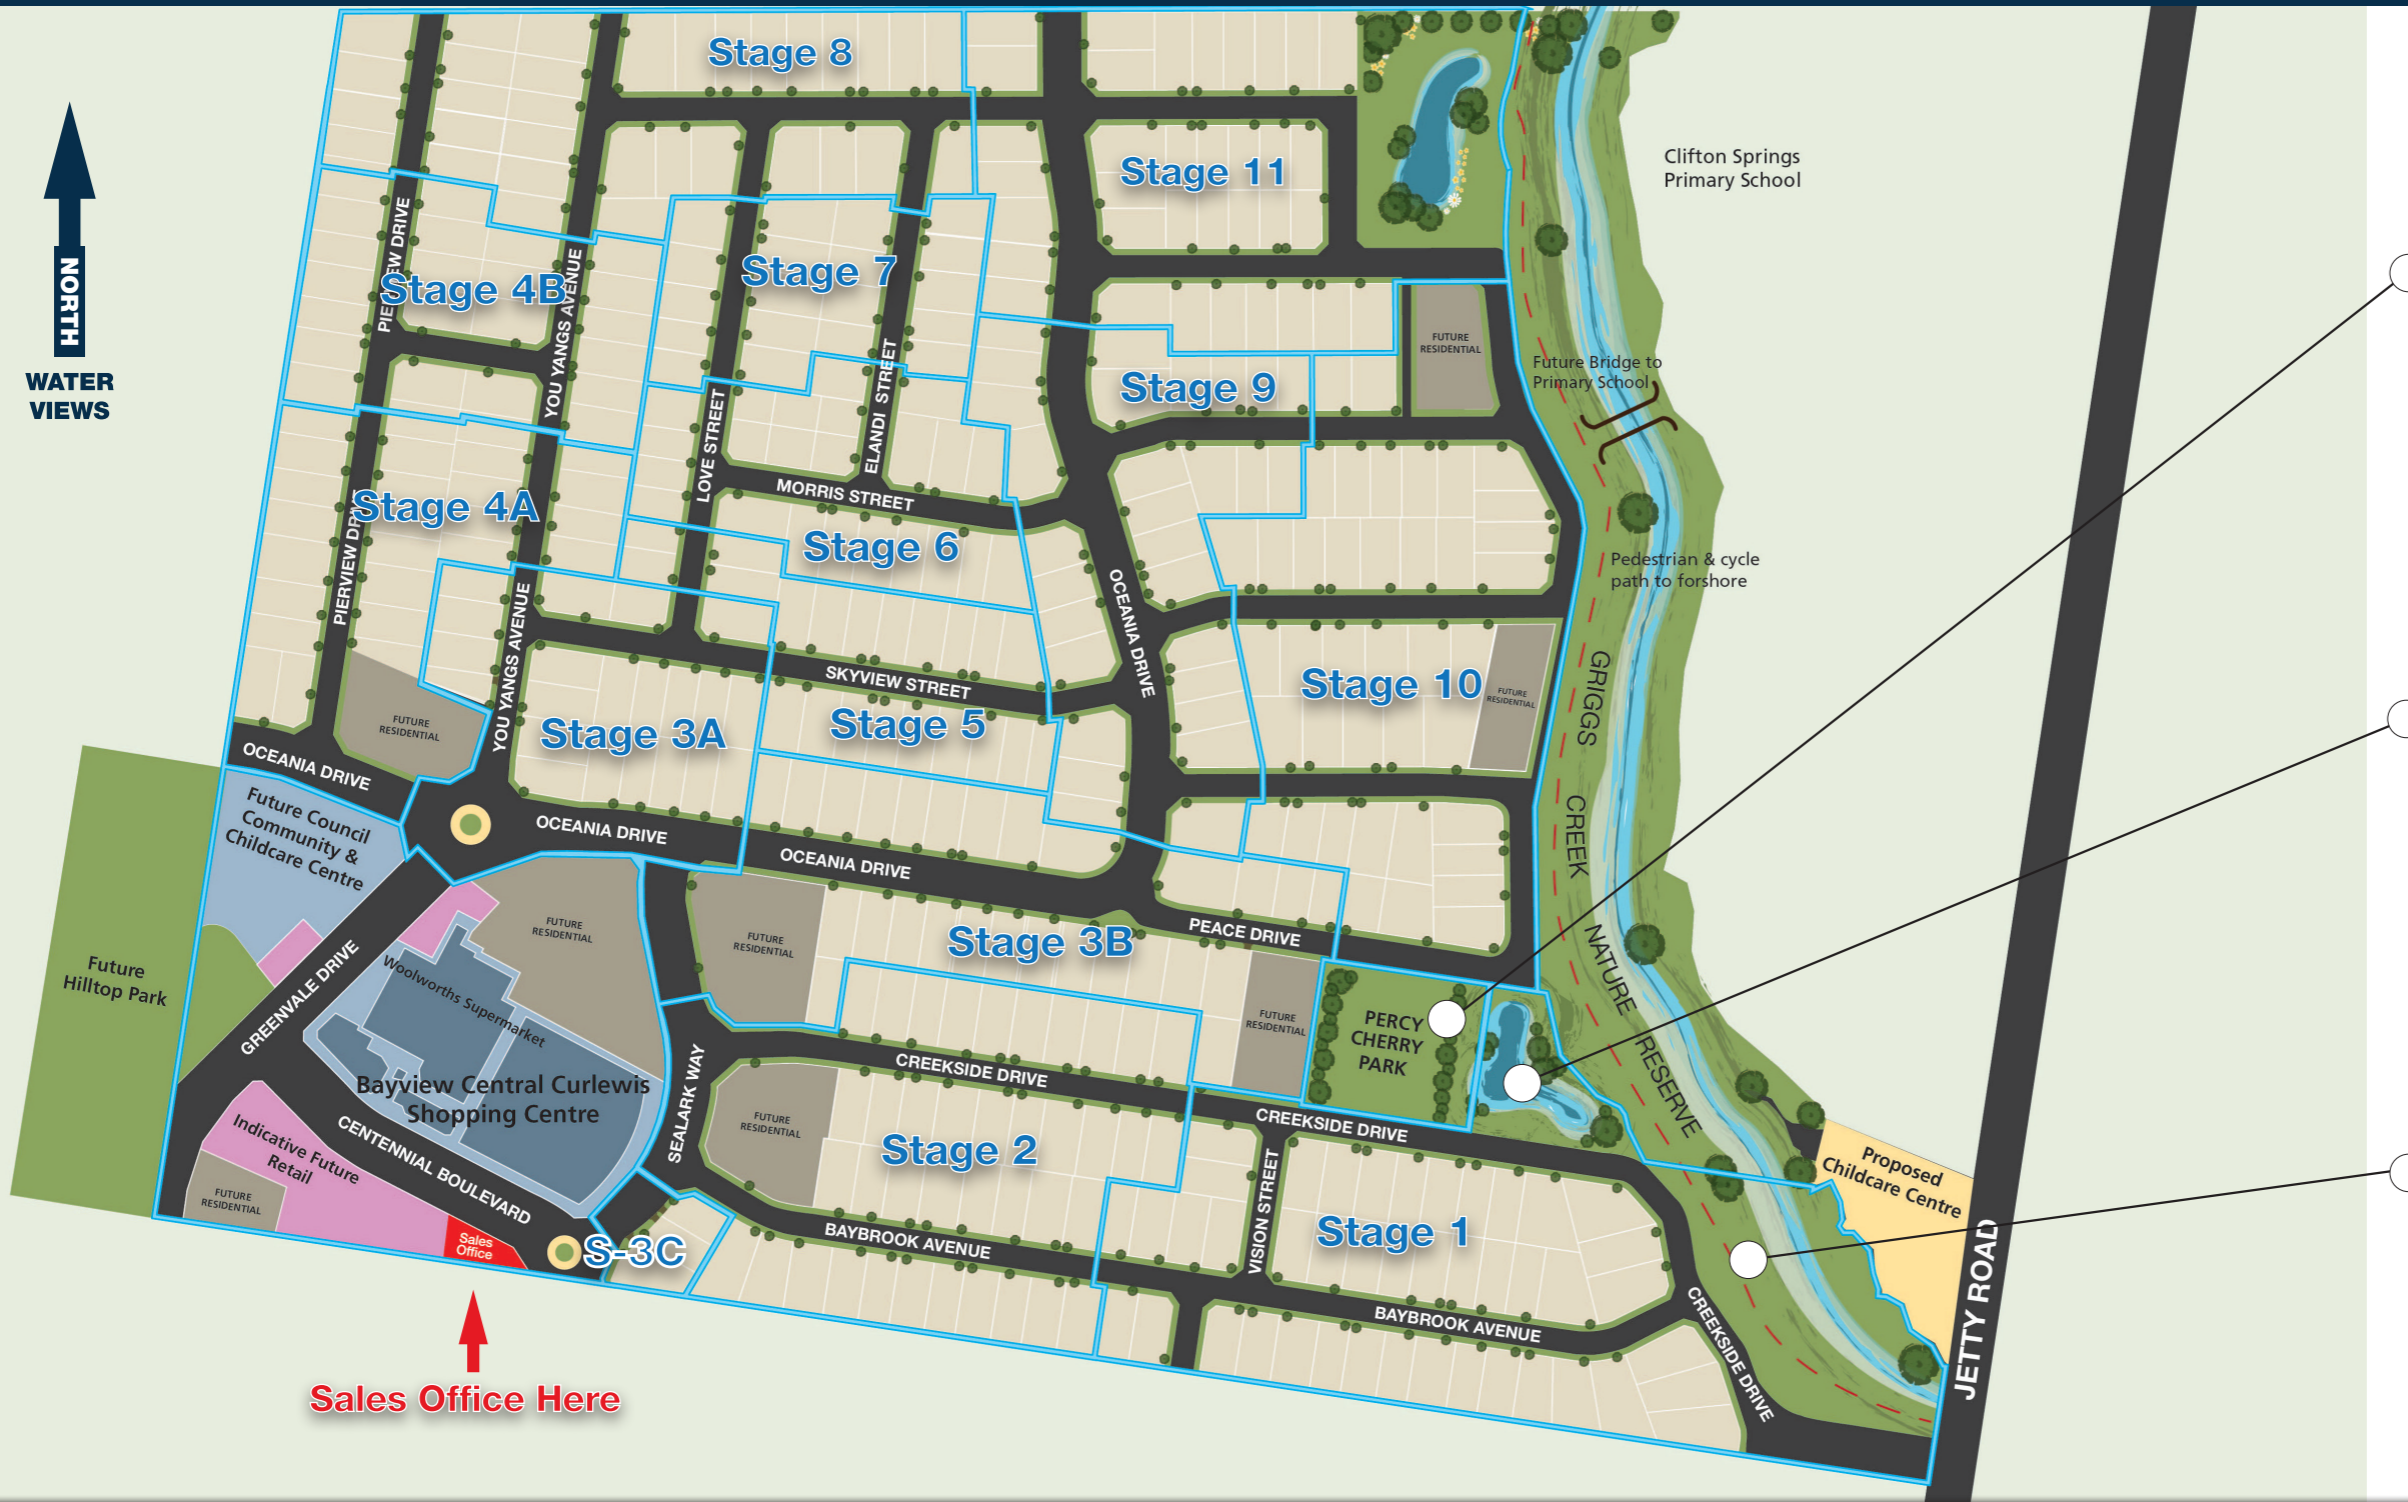 Stage 8
Stage 11
Clifton Springs
Primary School
NORTH
WATER
VIEWS
PIERVIEW DRIVE
Stage 4B
YOU YANGS AVENUE
Stage 7
ELANDI STREET
FUTURE
RESIDENTIAL
Future Bridge to
Primary School
Stage 9
LOVE STREET
MORRIS STREET
Stage 4A
PIERVIEW DRIVE
Stage 6
Pedestrian & cycle
path to forshore
OCEANIA DRIVE
YOU YANGS AVENUE
SKYVIEW STREET
Stage 10
FUTURE
RESIDENTIAL
GRIGGS
CREEK
NATURE
RESERVE
FUTURE
RESIDENTIAL
Stage 3A
Stage 5
OCEANIA DRIVE
Future Council
Community &
Childcare Centre
OCEANIA DRIVE
OCEANIA DRIVE
FUTURE
RESIDENTIAL
FUTURE
RESIDENTIAL
Stage 3B
PEACE DRIVE
Future
Hilltop Park
GREENVALE DRIVE
Woolworths Supermarket
FUTURE
RESIDENTIAL
PERCY
CHERRY
PARK
Bayview Central Curlewis
Shopping Centre
SEALARK WAY
CREEKSIDE DRIVE
FUTURE
RESIDENTIAL
CREEKSIDE DRIVE
Stage 2
Indicative Future
Retail
CENTENNIAL BOULEVARD
FUTURE
RESIDENTIAL
Proposed
Childcare Centre
VISION STREET
Stage 1
Sales
Office
S-3C
BAYBROOK AVENUE
BAYBROOK AVENUE
CREEKSIDE DRIVE
JETTY ROAD
Sales Office Here